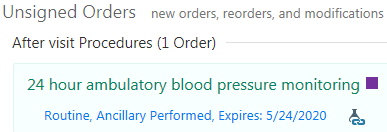 Unsigned Orders new orders, reorders, and modifications
After visit Procedures (1 Order)
24 hour ambulatory blood pressure monitoring
Routine, Ancillary Performed, Expires: 5/24/2020